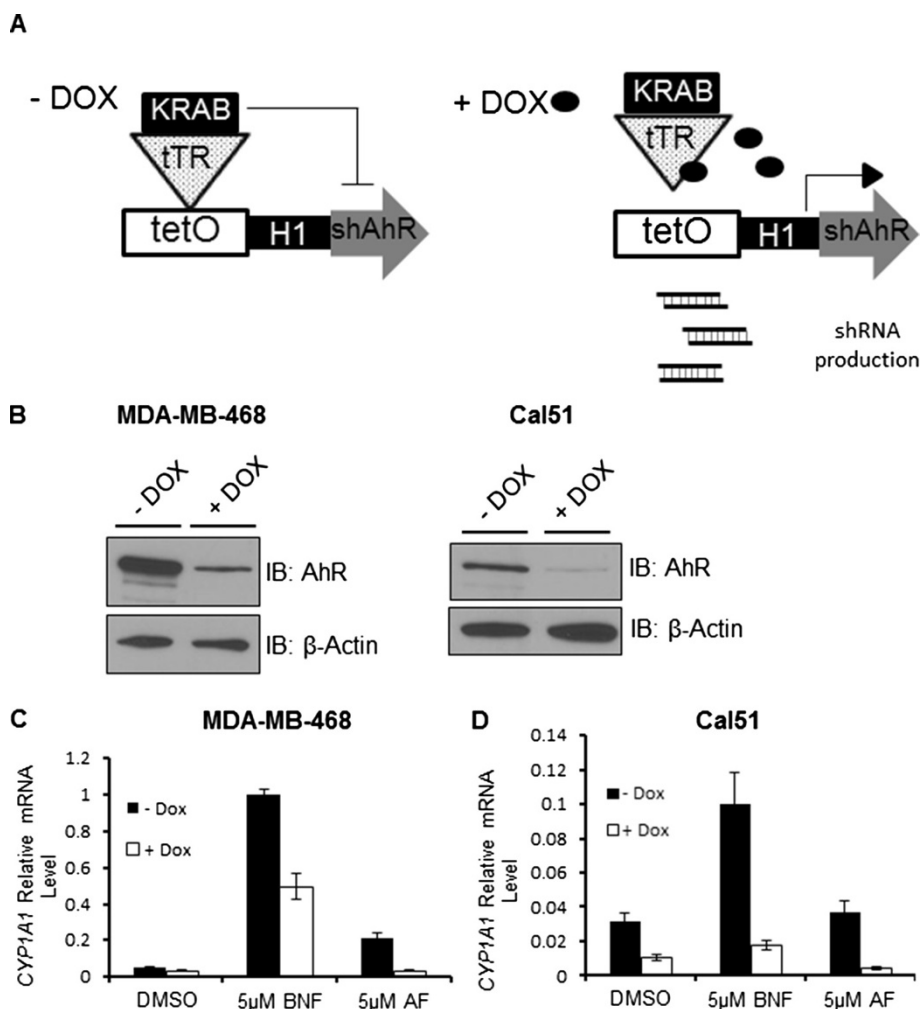 A
- DOX
KRAB
tTR
tetO
H1
shAhR
+ DOX
KRAB
tTR
tetO
H1
shAhR
shRNA
production
B
MDA-MB-468
- DOX
+ DOX
IB: AhR
IB: β-Actin
Cal51
- DOX
+ DOX
IB: AhR
IB: β-Actin
C
MDA-MB-468
CYP1A1 Relative mRNA
Level
1.2
1
0.8
0.6
0.4
0.2
0
- Dox
+ Dox
DMSO
5µM BNF
5µM AF
D
Cal51
CYP1A1 Relative mRNA
Level
0.14
0.12
0.1
0.08
0.06
0.04
0.02
0
- Dox
+ Dox
DMSO
5µM BNF
5µM AF